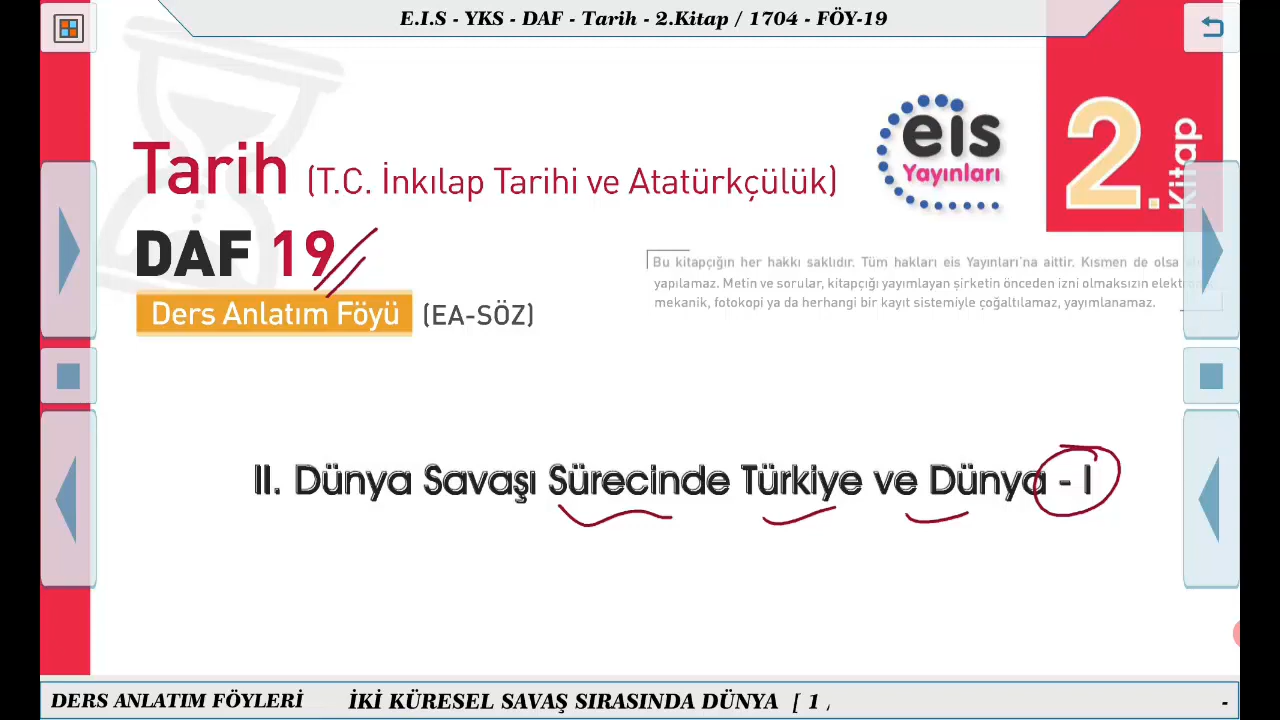 E.I.S - YKS - DAF - Tarih - 2.Kitap / 1704 - FÖY-19
eis
Yayınları
2.
Kitap
Tarih (T.C. İnkılap Tarihi ve Atatürkçülük)
DAF 19
Ders Anlatım Föyü (EA-SÖZ)
Bu kitapçığın her hakkı saklıdır. Tüm hakları eis Yayınları'na aittir. Kısmen de olsa
yapılamaz. Metin ve sorular, kitapçığı yayımlayan şirketin önceden izni olmaksızın
mekanik, fotokopi ya da herhangi bir kayıt sistemiyle çoğaltılamaz, yayımlanamaz.
II. Dünya Savaşı Sürecinde Türkiye ve Dünya - I
DERS ANLATIM FÖYLERİ İKİ KÜRESEL SAVAŞ SIRASINDA DÜNYA [ 1 / -